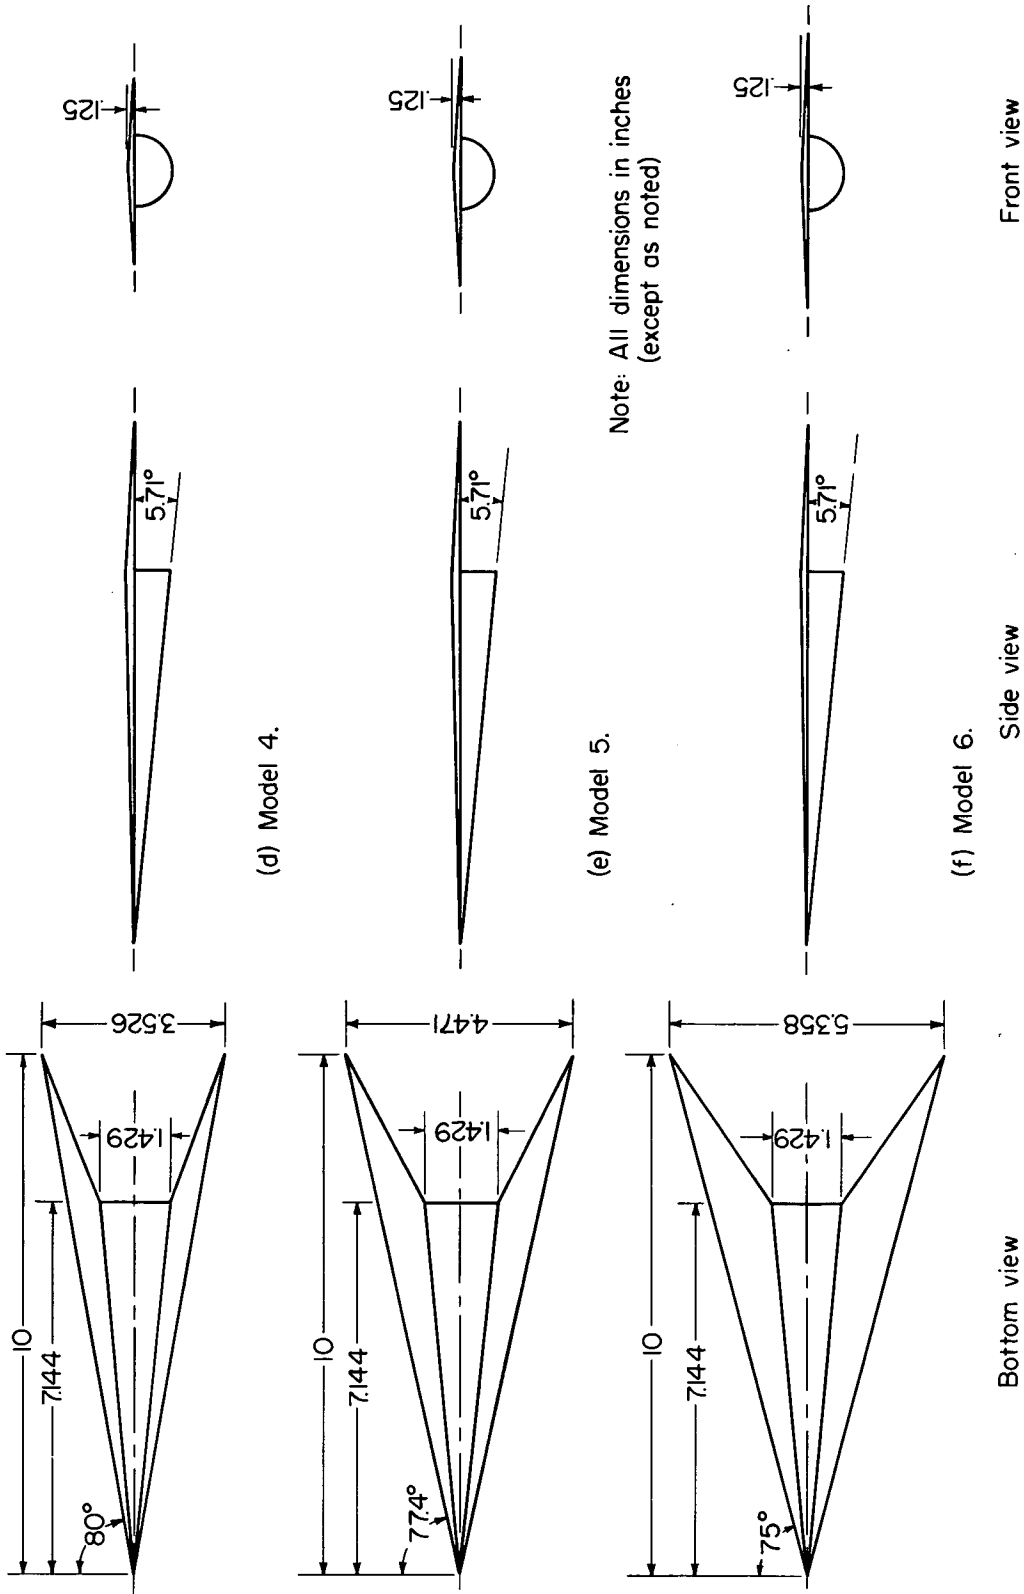 10
7.144
80°
1.429
3.526
5.71°
.125
(d) Model 4.
10
7.144
77.4°
1.429
4.471
5.71°
.125
(e) Model 5.
Note: All dimensions in inches
(except as noted)
10
7.144
75°
1.429
5.358
5.71°
.125
(f) Model 6.
Bottom view
Side view
Front view